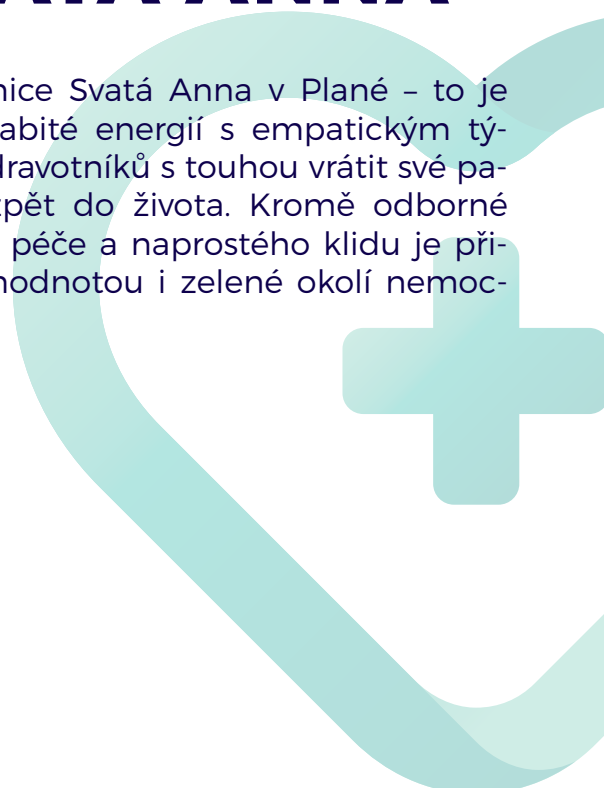 nice Svatá Anna v Plané – to je
abité energií s empatickým tý-
dravotníků s touhou vrátit své pa-
zpět do života. Kromě odborné
péče a naprostého klidu je při-
hodnotou i zelené okolí nemoc-